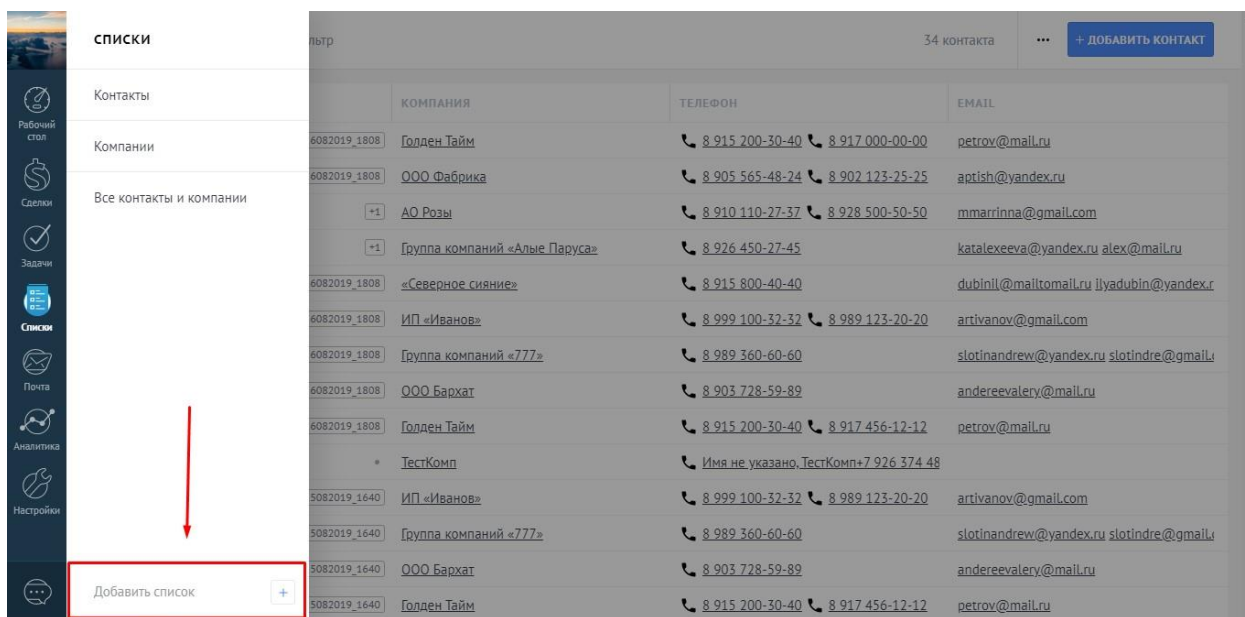 СПИСКИ
льтр
34 контакта
•••
+ ДОБАВИТЬ КОНТАКТ
Контакты
Компании
Все контакты и компании
Добавить список +
Рабочий
стол
Сделки
Задачи
Списки
Почта
Аналитика
Настройки
КОМПАНИЯ ТЕЛЕФОН EMAIL
6082019_1808 Голден Тайм 8 915 200-30-40 8 917 000-00-00 petrov@mail.ru
6082019_1808 ООО Фабрика 8 905 565-48-24 8 902 123-25-25 aptish@yandex.ru
+1 АО Розы 8 910 110-27-37 8 928 500-50-50 mmarrinna@gmail.com
+1 Группа компаний «Алые Паруса» 8 926 450-27-45 katalexeeva@yandex.ru alex@mail.ru
6082019_1808 «Северное сияние» 8 915 800-40-40 dubinil@mailtomail.ru ilyadubin@yandex.r
6082019_1808 ИП «Иванов» 8 999 100-32-32 8 989 123-20-20 artivanov@gmail.com
6082019_1808 Группа компаний «777» 8 989 360-60-60 slotinandrew@yandex.ru slotindre@gmail.c
6082019_1808 ООО Бархат 8 903 728-59-89 andereevalery@mail.ru
6082019_1808 Голден Тайм 8 915 200-30-40 8 917 456-12-12 petrov@mail.ru
ТестКомп Имя не указано, ТестКомп+7 926 374 48
5082019_1640 ИП «Иванов» 8 999 100-32-32 8 989 123-20-20 artivanov@gmail.com
5082019_1640 Группа компаний «777» 8 989 360-60-60 slotinandrew@yandex.ru slotindre@gmail.c
5082019_1640 ООО Бархат 8 903 728-59-89 andereevalery@mail.ru
5082019_1640 Голден Тайм 8 915 200-30-40 8 917 456-12-12 petrov@mail.ru